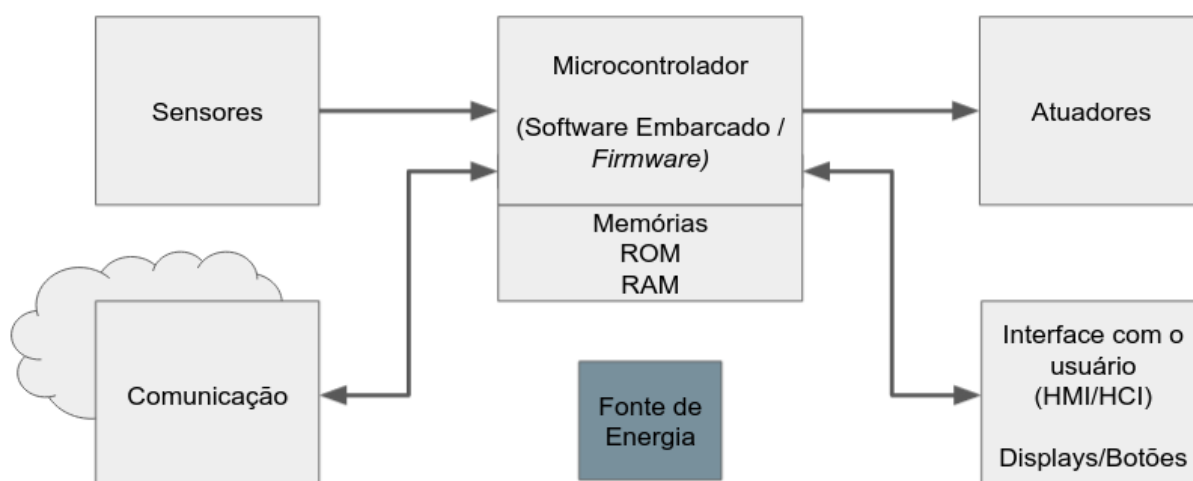 Sensores
Microcontrolador
(Software Embarcado /
Firmware)
Memórias
ROM
RAM
Atuadores
Comunicação
Fonte de
Energia
Interface com o
usuário
(HMI/HCI)
Displays/Botões